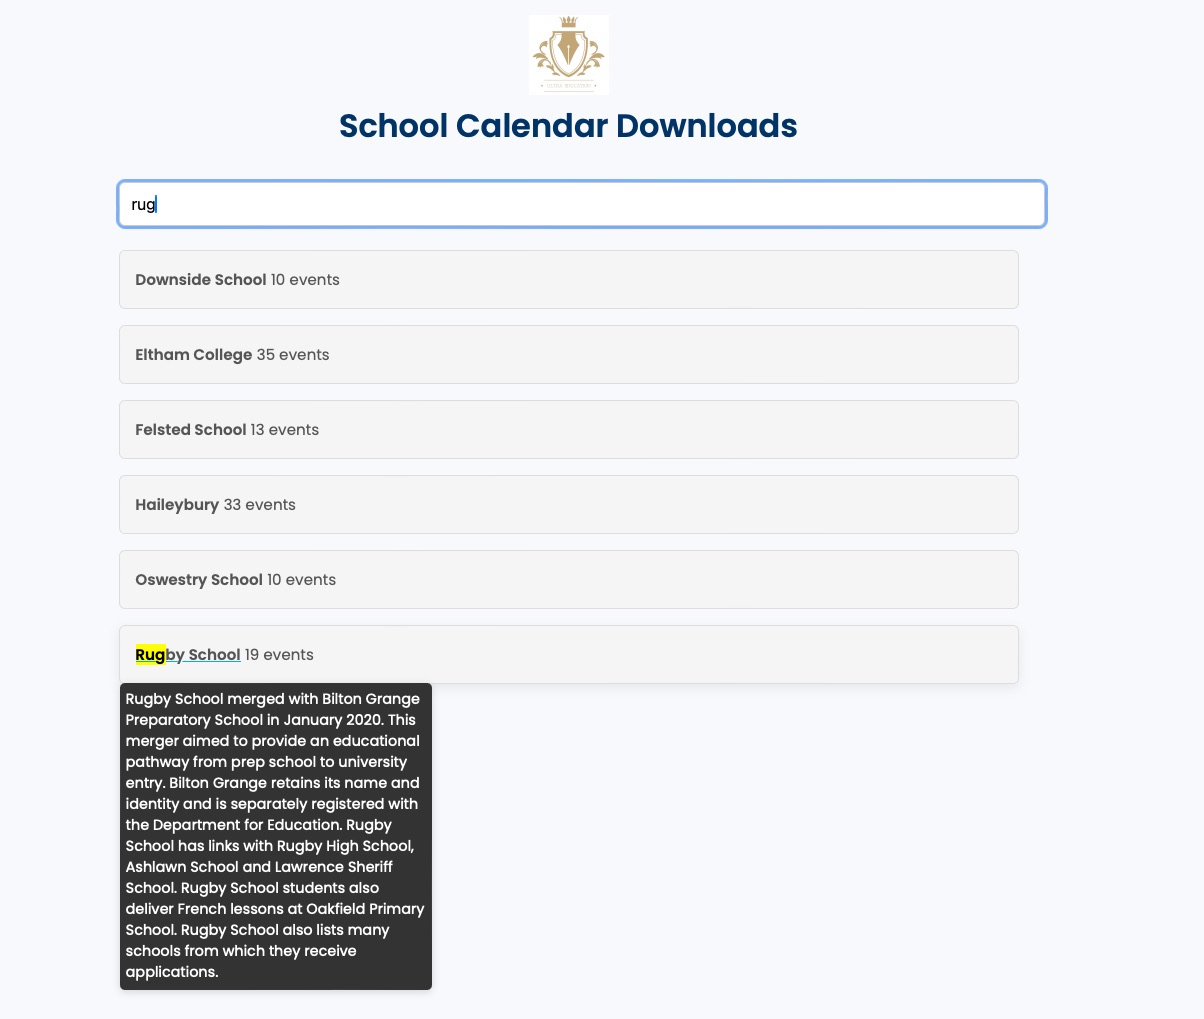 ULTRA EDUCATION
School Calendar Downloads
rug
Downside School 10 events
Eltham College 35 events
Felsted School 13 events
Haileybury 33 events
Oswestry School 10 events
Rugby School 19 events
Rugby School merged with Bilton Grange
Preparatory School in January 2020. This
merger aimed to provide an educational
pathway from prep school to university
entry. Bilton Grange retains its name and
identity and is separately registered with
the Department for Education. Rugby
School has links with Rugby High School,
Ashlawn School and Lawrence Sheriff
School. Rugby School students also
deliver French lessons at Oakfield Primary
School. Rugby School also lists many
schools from which they receive
applications.